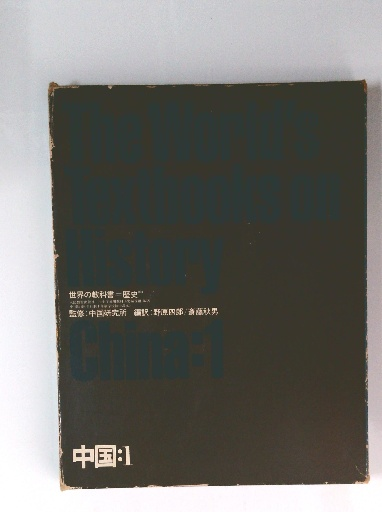 The World's
Textbooks on
History
世界の教科書=歴史
監修:中国研究所 編訳:野原四郎/斎藤秋男
China:1
中国:1